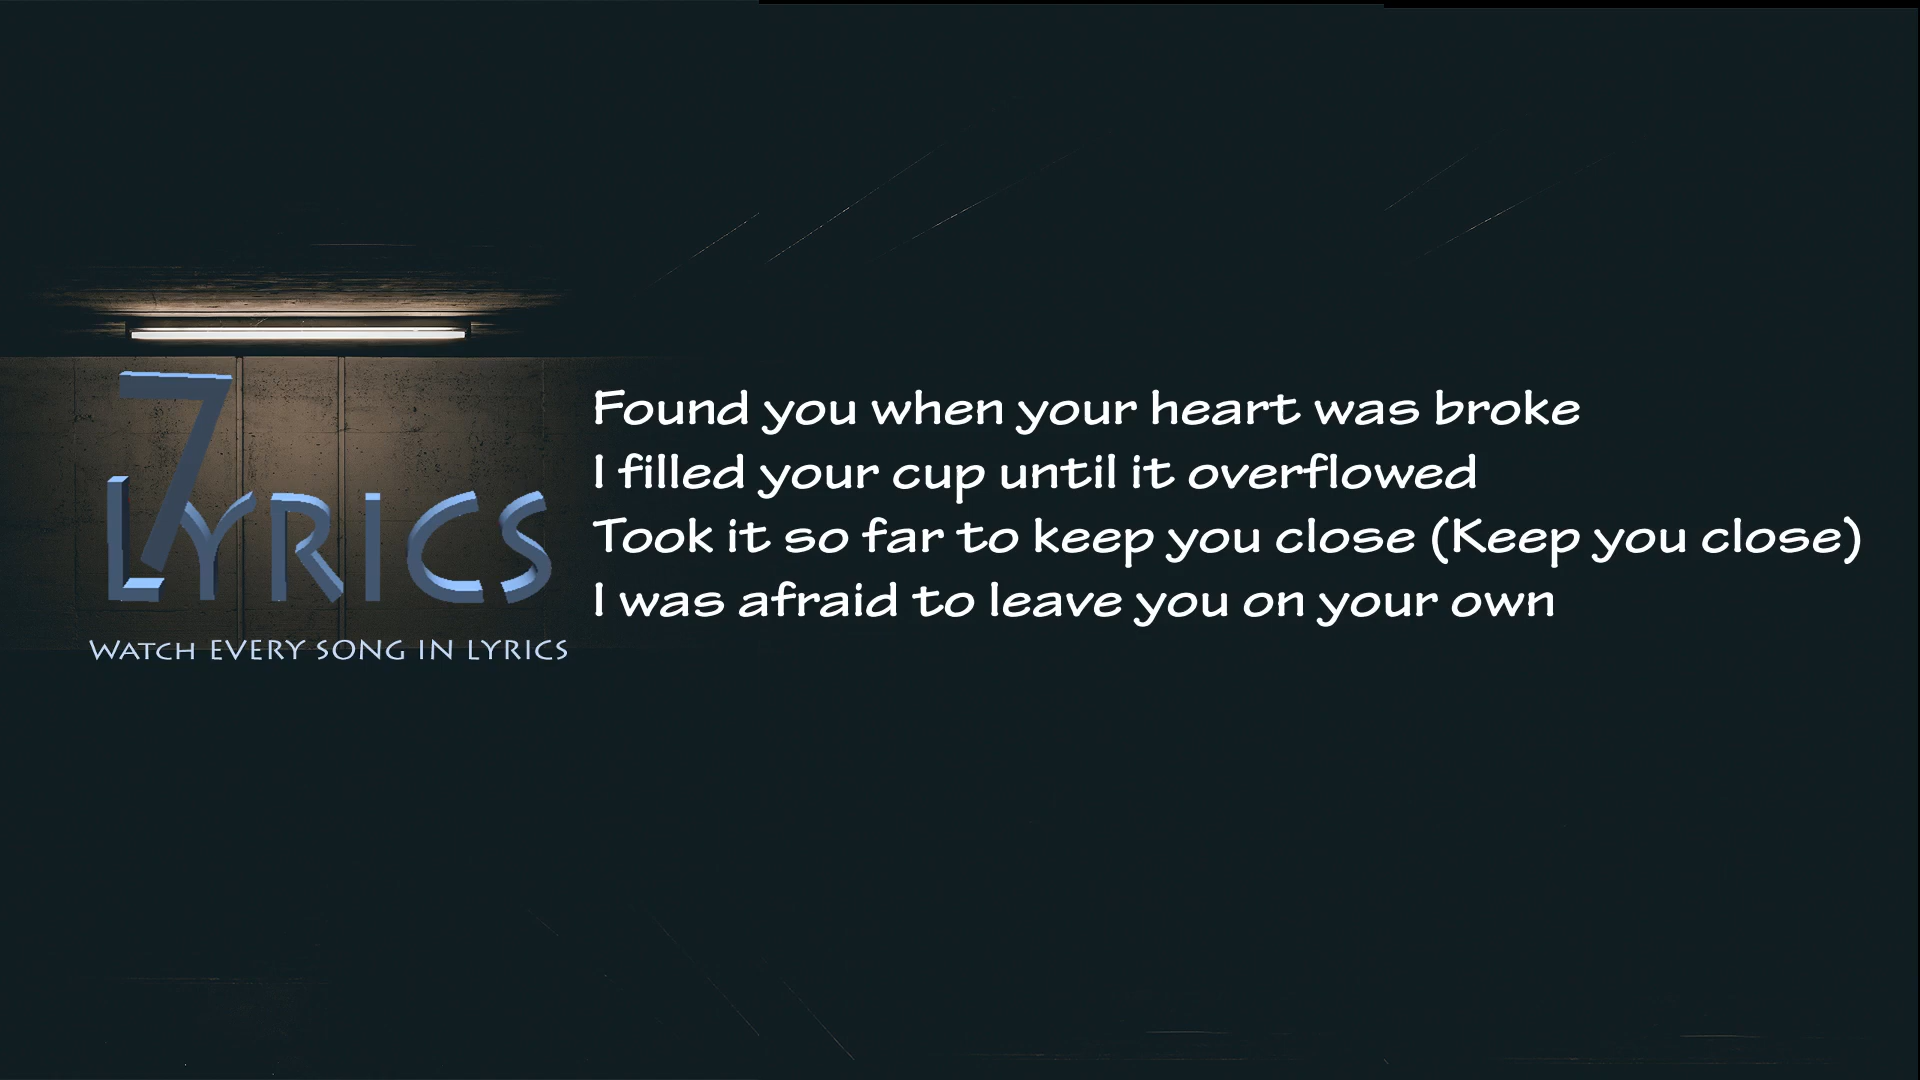 7
LYRICS
WATCH EVERY SONG IN LYRICS
Found you when your heart was broke
I filled your cup until it overflowed
Took it so far to keep you close (Keep you close)
I was afraid to leave you on your own